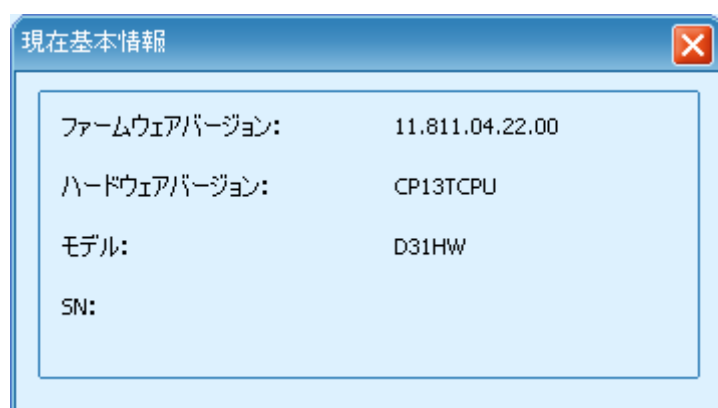 現在基本情報
ファームウェアバージョン: 11.811.04.22.00
ハードウェアバージョン: CP13TCPU
モデル: D31HW
SN: